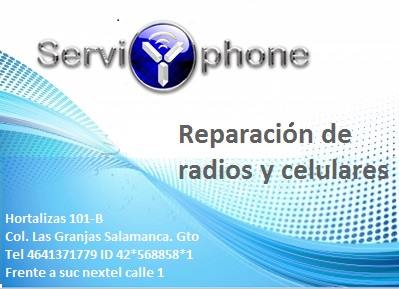 Servi Y phone
Reparación de
radios y celulares
Hortalizas 101-B
Col. Las Granjas Salamanca. Gto
Tel 4641371779 ID 42*568858*1
Frente a suc nextel calle 1